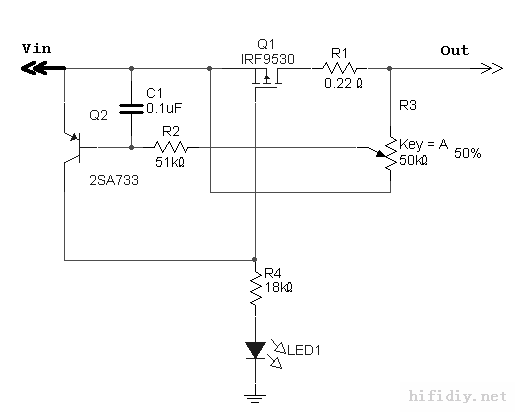 Vin
Q1
IRF9530
R1
0.22Ω
Out
C1
0.1uF
Q2
R2
51kΩ
R3
Key = A
50kΩ
50%
2SA733
R4
18kΩ
LED1
hifidiy.net